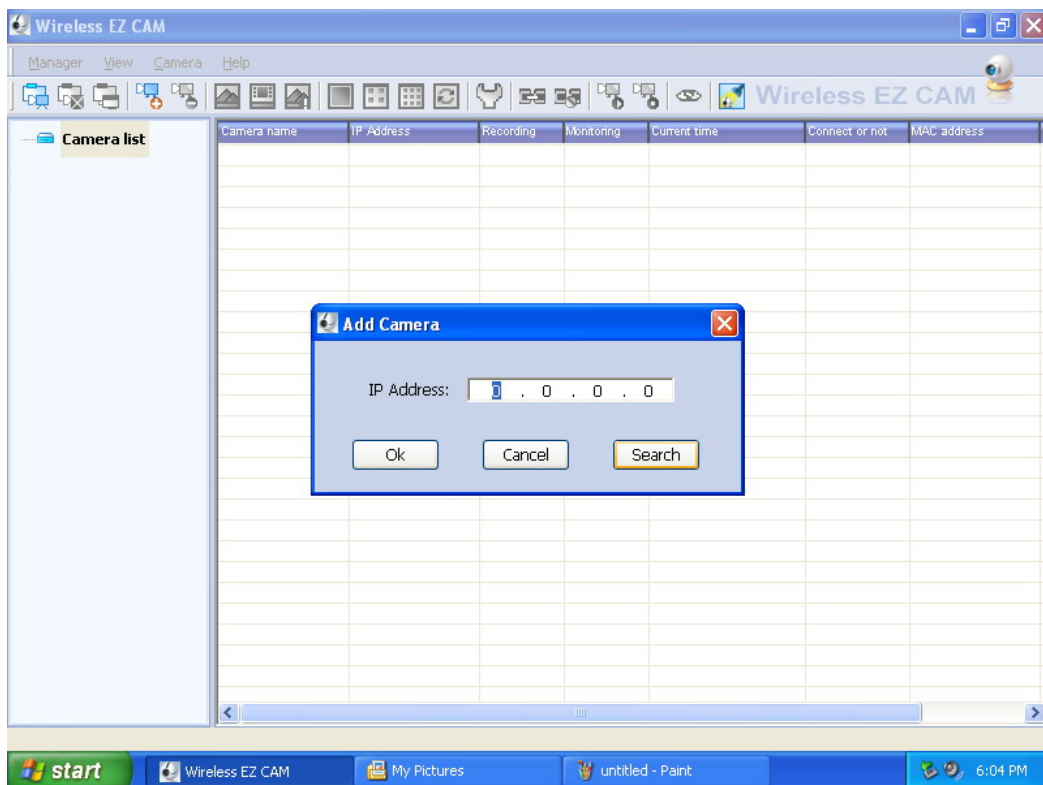 Wireless EZ CAM
Manager View Camera Help
Wireless EZ CAM
Camera list
Camera name IP Address Recording Monitoring Current time Connect or not MAC address
Add Camera
IP Address: 0 . 0 . 0 . 0
Ok Cancel Search
start Wireless EZ CAM My Pictures untitled - Paint 6:04 PM